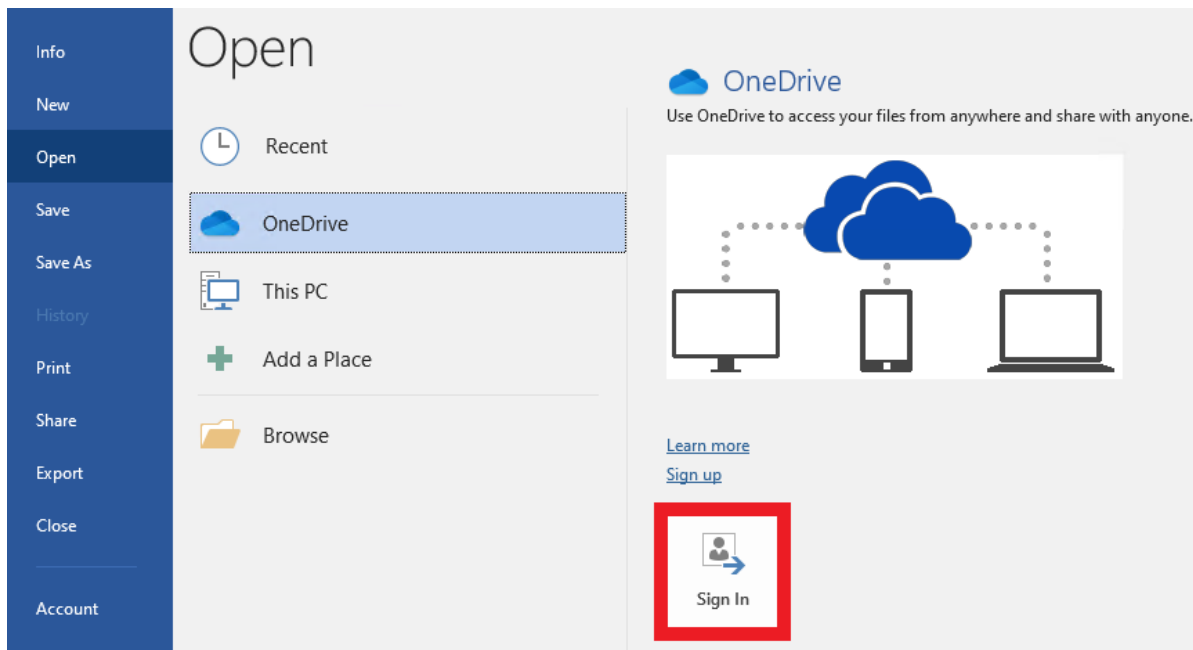 Info
New
Open
Save
Save As
History
Print
Share
Export
Close
Account
Open
Recent
OneDrive
This PC
Add a Place
Browse
OneDrive
Use OneDrive to access your files from anywhere and share with anyone.
Learn more
Sign up
Sign In